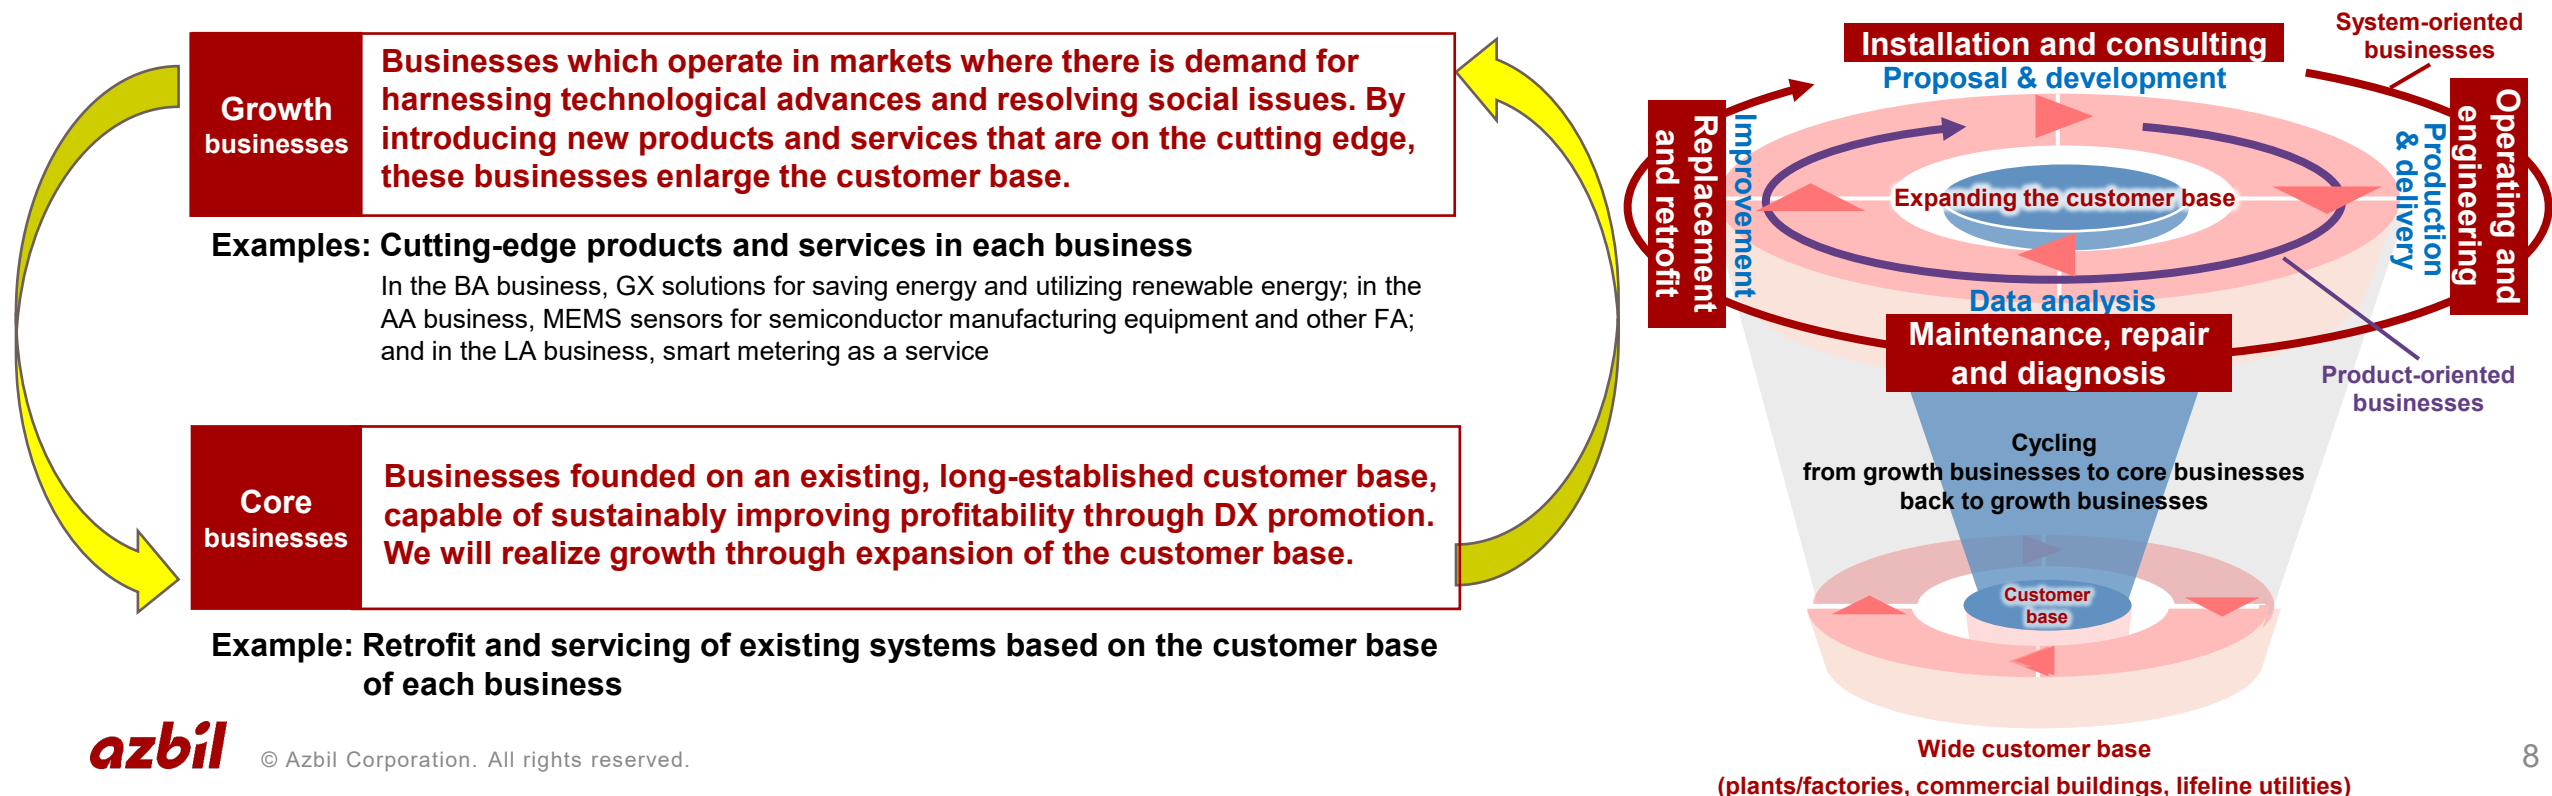 Growth
businesses
Businesses which operate in markets where there is demand for
harnessing technological advances and resolving social issues. By
introducing new products and services that are on the cutting edge,
these businesses enlarge the customer base.
Examples: Cutting-edge products and services in each business
In the BA business, GX solutions for saving energy and utilizing renewable energy; in the
AA business, MEMS sensors for semiconductor manufacturing equipment and other FA;
and in the LA business, smart metering as a service
Core
businesses
Businesses founded on an existing, long-established customer base,
capable of sustainably improving profitability through DX promotion.
We will realize growth through expansion of the customer base.
Example: Retrofit and servicing of existing systems based on the customer base
of each business
System-oriented
businesses
Installation and consulting
Proposal & development
Operating and
engineering
Production
& delivery
Replacement
and retrofit
Improvement
Expanding the customer base
Data analysis
Maintenance, repair
and diagnosis
Product-oriented
businesses
Cycling
from growth businesses to core businesses
back to growth businesses
Customer
base
Wide customer base
(plants/factories, commercial buildings, lifeline utilities)
azbil
© Azbil Corporation. All rights reserved.
8